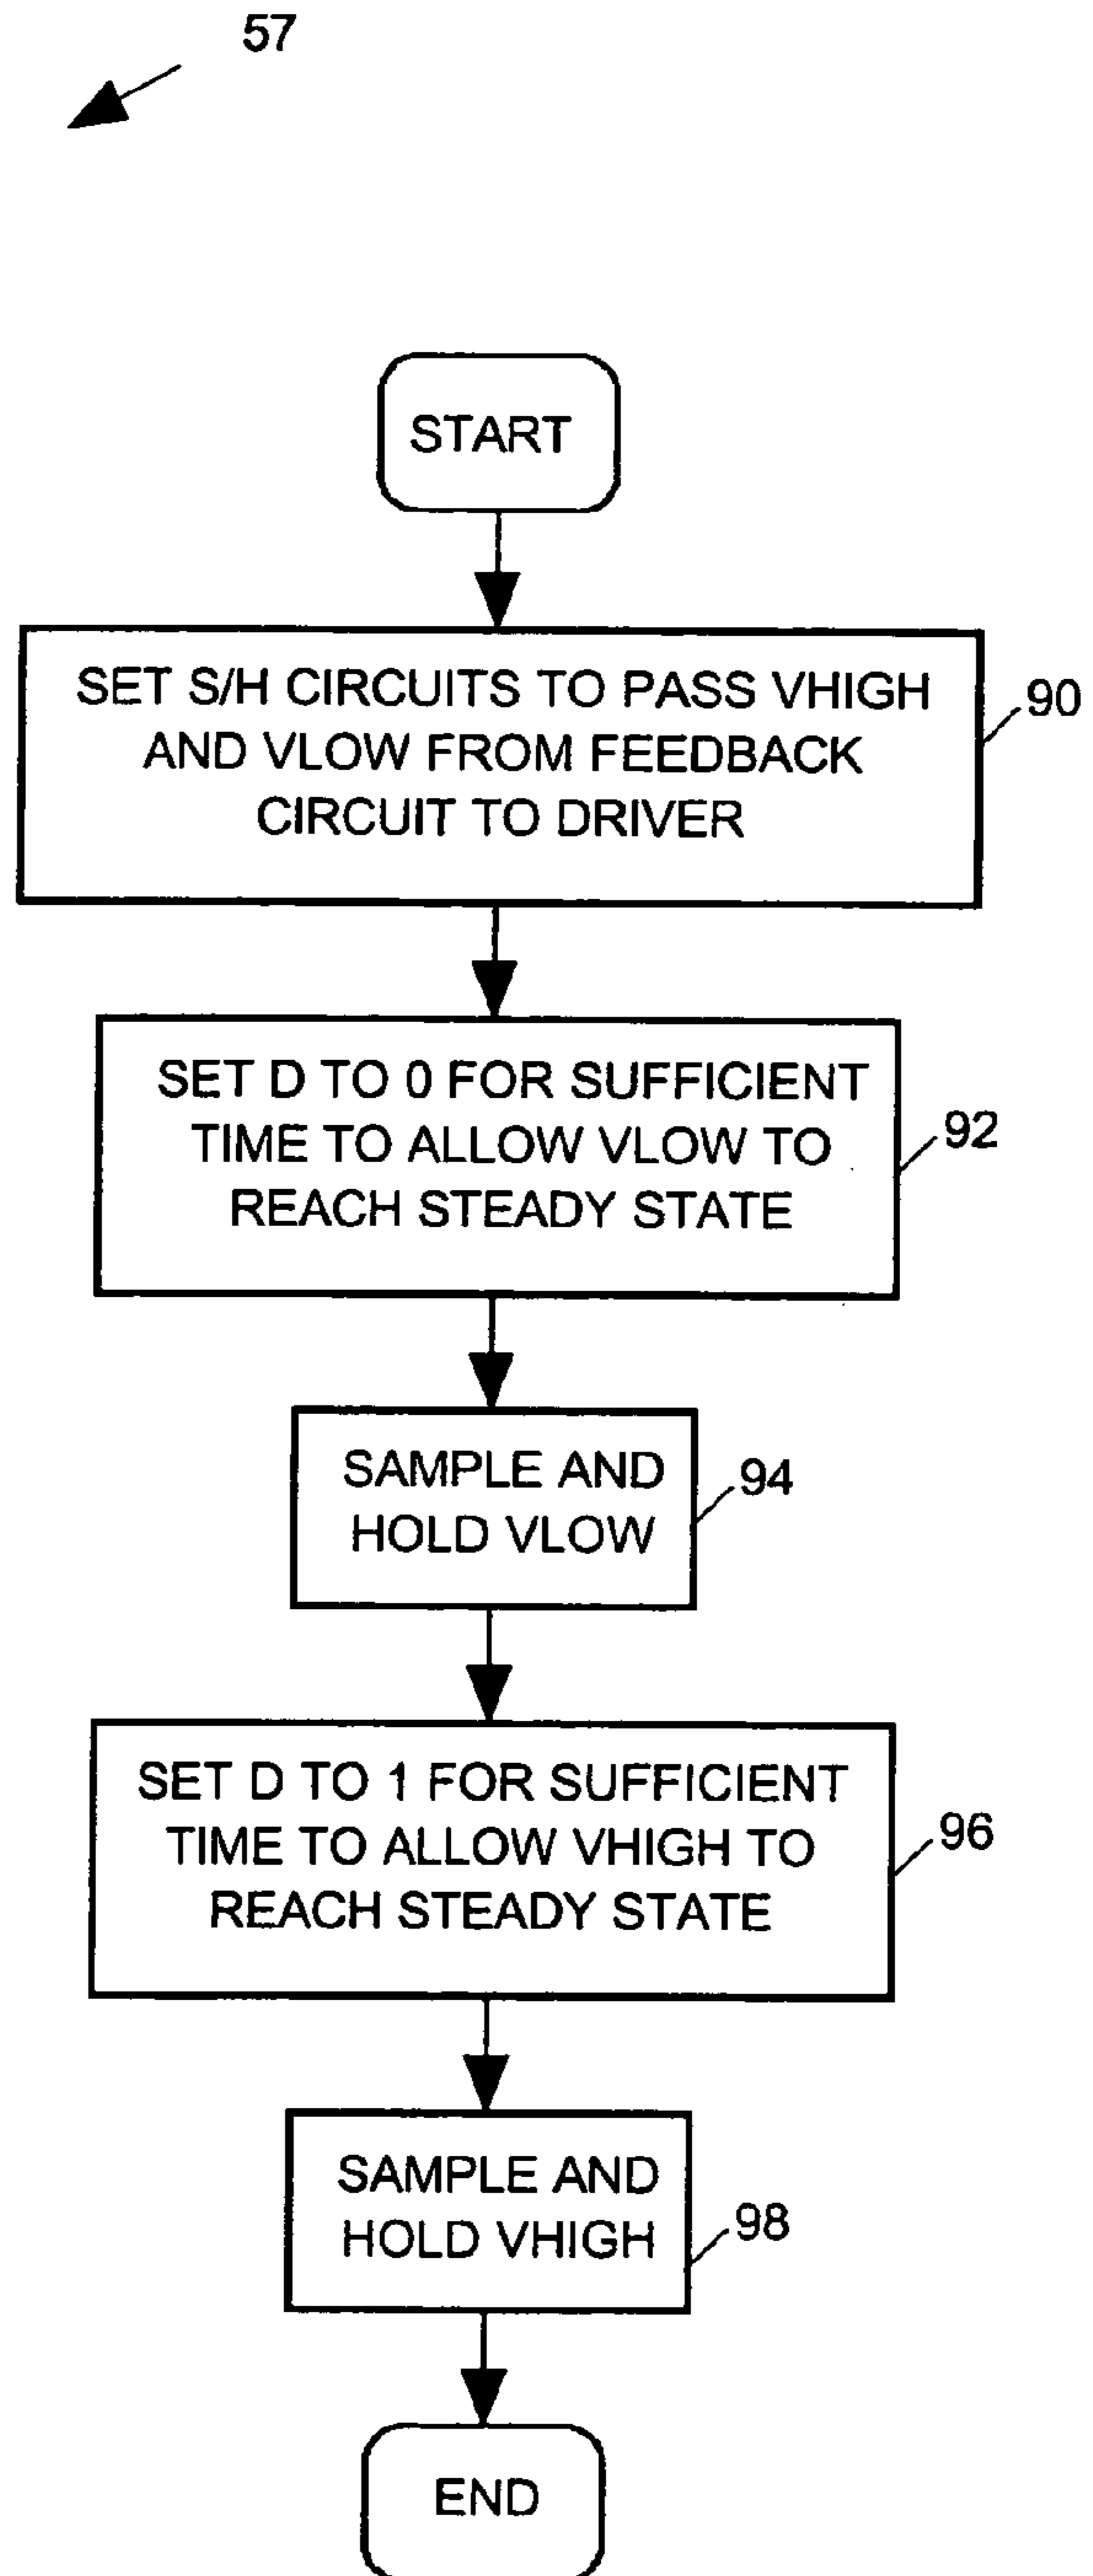 57
START
SET S/H CIRCUITS TO PASS VHIGH
AND VLOW FROM FEEDBACK
CIRCUIT TO DRIVER
90
SET D TO 0 FOR SUFFICIENT
TIME TO ALLOW VLOW TO
REACH STEADY STATE
92
SAMPLE AND
HOLD VLOW
94
SET D TO 1 FOR SUFFICIENT
TIME TO ALLOW VHIGH TO
REACH STEADY STATE
96
SAMPLE AND
HOLD VHIGH
98
END